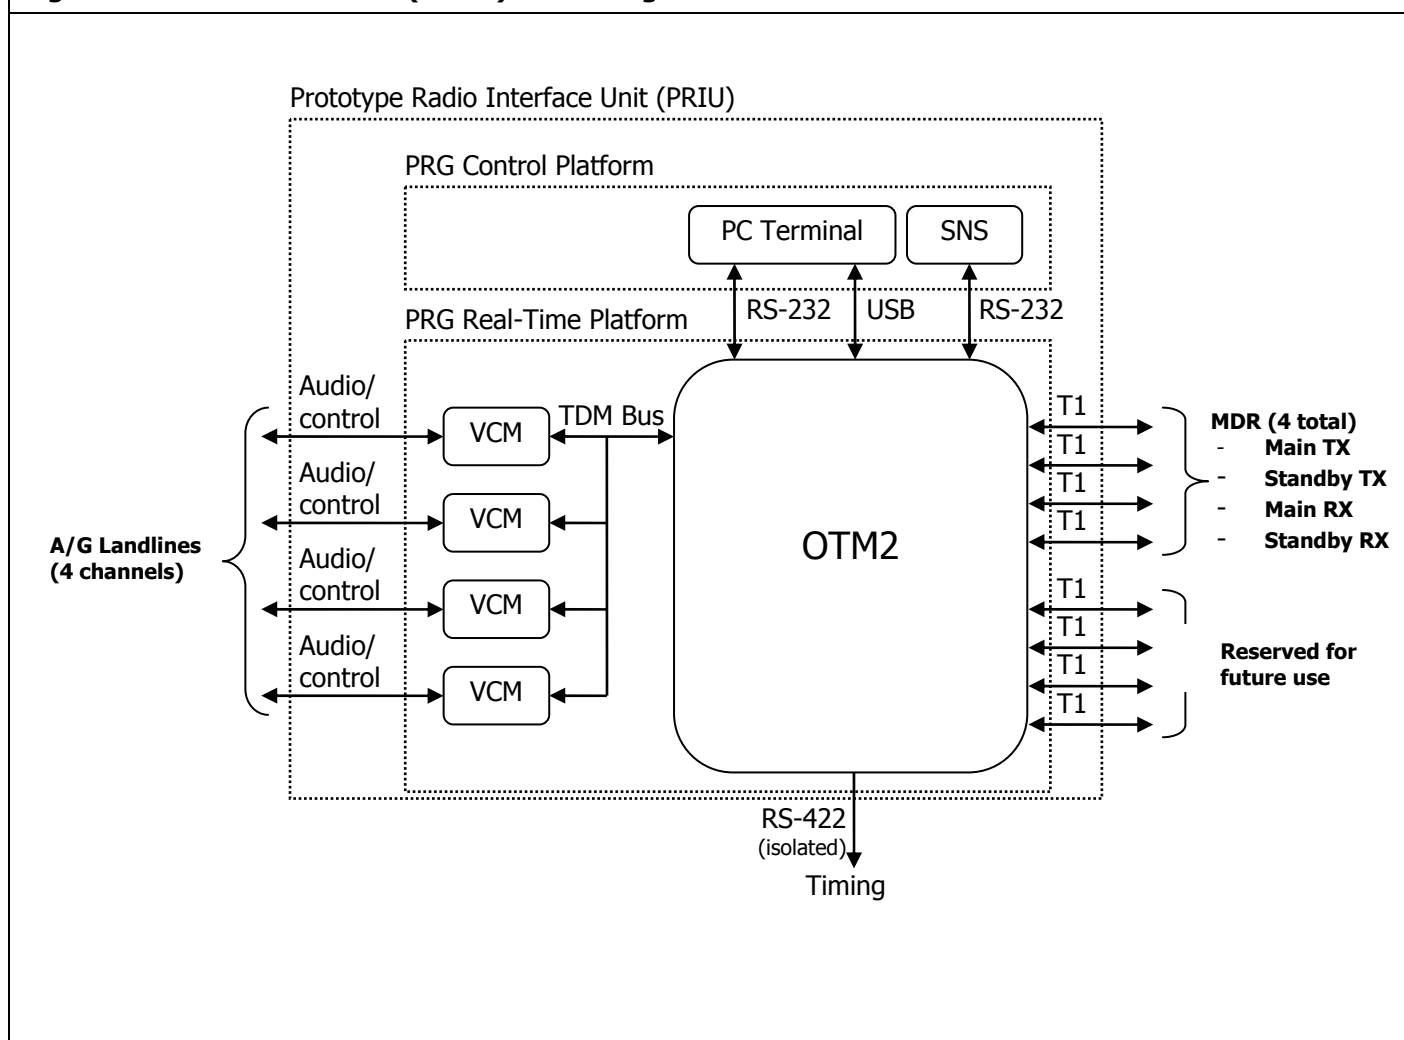 Prototype Radio Interface Unit (PRIU)
PRG Control Platform
PC Terminal
SNS
RS-232
USB
RS-232
PRG Real-Time Platform
Audio/
control
VCM
TDM Bus
Audio/
control
VCM
Audio/
control
VCM
Audio/
control
VCM
A/G Landlines
(4 channels)
OTM2
T1
T1
T1
T1
MDR (4 total)
- Main TX
- Standby TX
- Main RX
- Standby RX
T1
T1
T1
T1
Reserved for
future use
RS-422
(isolated)
Timing